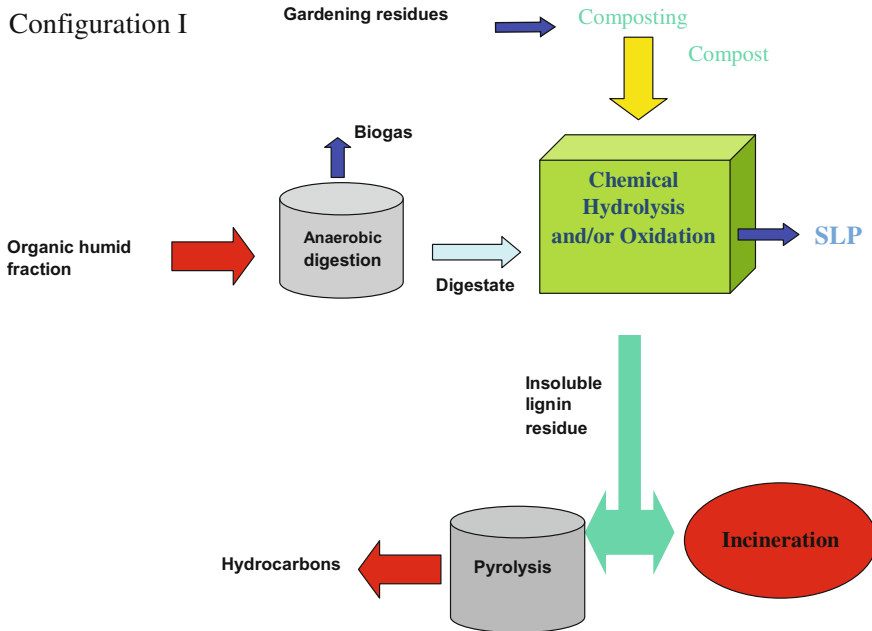 Configuration I
Gardening residues
Composting
Compost
Biogas
Chemical
Hydrolysis
and/or Oxidation
SLP
Organic humid
fraction
Anaerobic
digestion
Digestate
Insoluble
lignin
residue
Hydrocarbons
Pyrolysis
Incineration